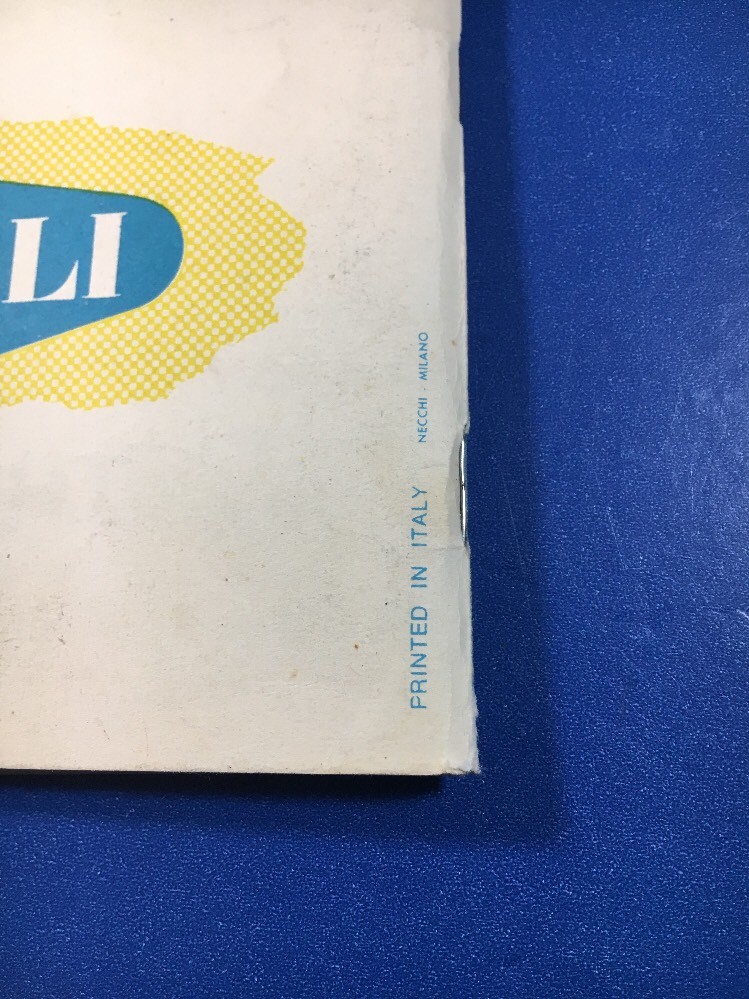 LI
PRINTED IN ITALY
NECCHI - MILANO